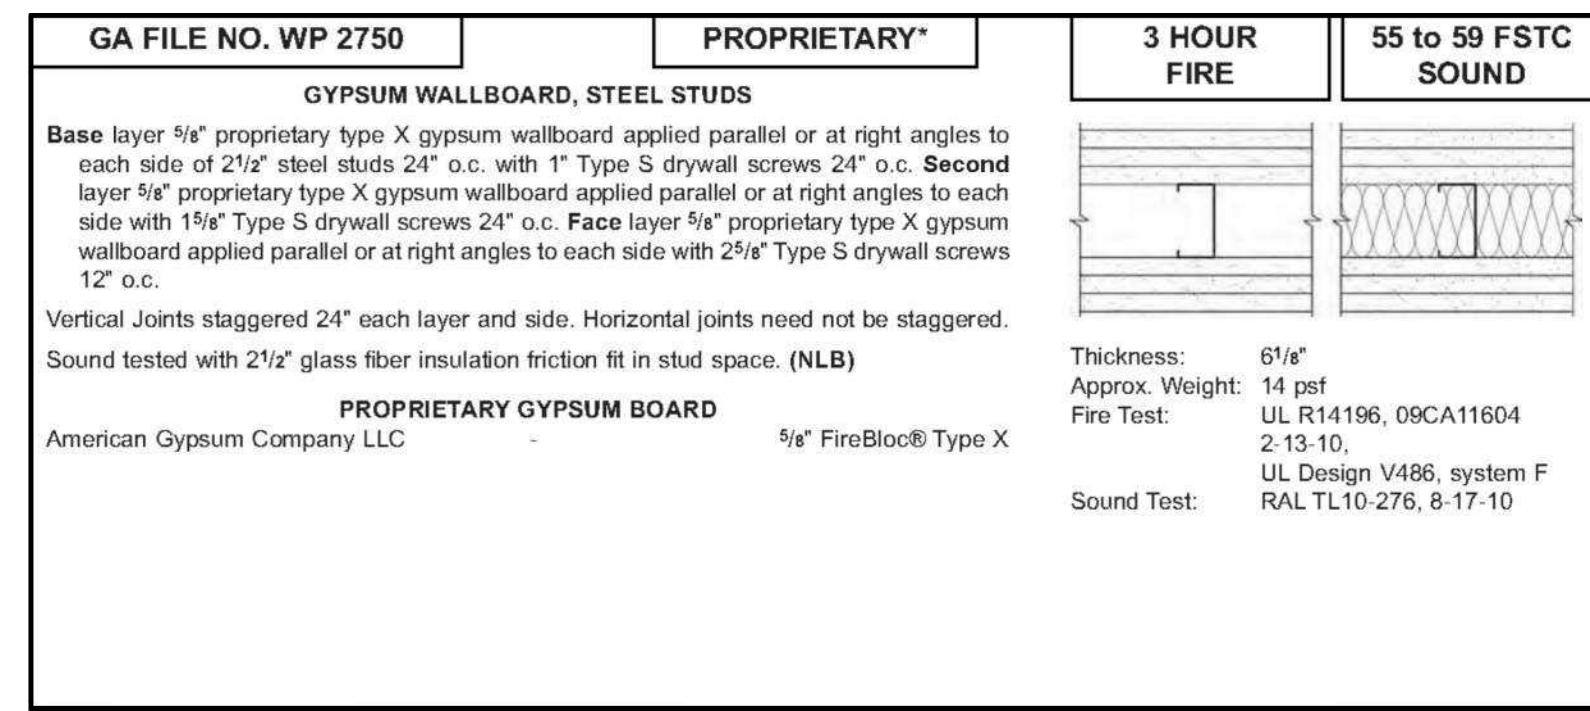 GA FILE NO. WP 2750
PROPRIETARY*
3 HOUR
FIRE
55 to 59 FSTC
SOUND
GYPSUM WALLBOARD, STEEL STUDS
Base layer 5/8" proprietary type X gypsum wallboard applied parallel or at right angles to
each side of 21/2" steel studs 24" o.c. with 1" Type S drywall screws 24" o.c. Second
layer 5/8" proprietary type X gypsum wallboard applied parallel or at right angles to each
side with 15/8" Type S drywall screws 24" o.c. Face layer 5/8" proprietary type X gypsum
wallboard applied parallel or at right angles to each side with 25/8" Type S drywall screws
12" o.c.
Vertical Joints staggered 24" each layer and side. Horizontal joints need not be staggered.
Sound tested with 21/2" glass fiber insulation friction fit in stud space. (NLB)
PROPRIETARY GYPSUM BOARD
American Gypsum Company LLC - 5/8" FireBloc® Type X
Thickness: 61/8"
Approx. Weight: 14 psf
Fire Test: UL R14196, 09CA11604
2-13-10,
UL Design V486, system F
Sound Test: RAL TL10-276, 8-17-10